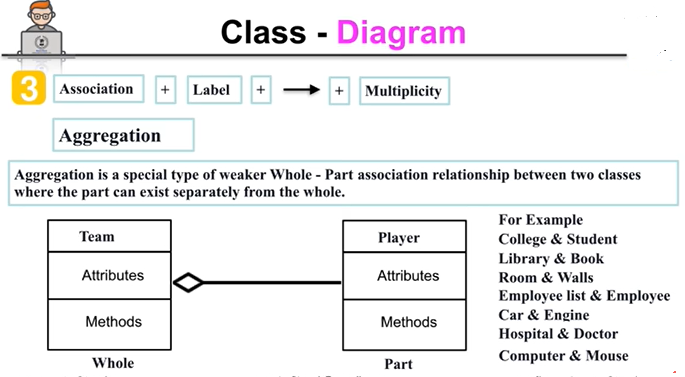 Class - Diagram
3 Association + Label + + Multiplicity
Aggregation
Aggregation is a special type of weaker Whole - Part association relationship between two classes
where the part can exist separately from the whole.
Team
Attributes
Methods
Whole
Player
Attributes
Methods
Part
For Example
College & Student
Library & Book
Room & Walls
Employee list & Employee
Car & Engine
Hospital & Doctor
Computer & Mouse